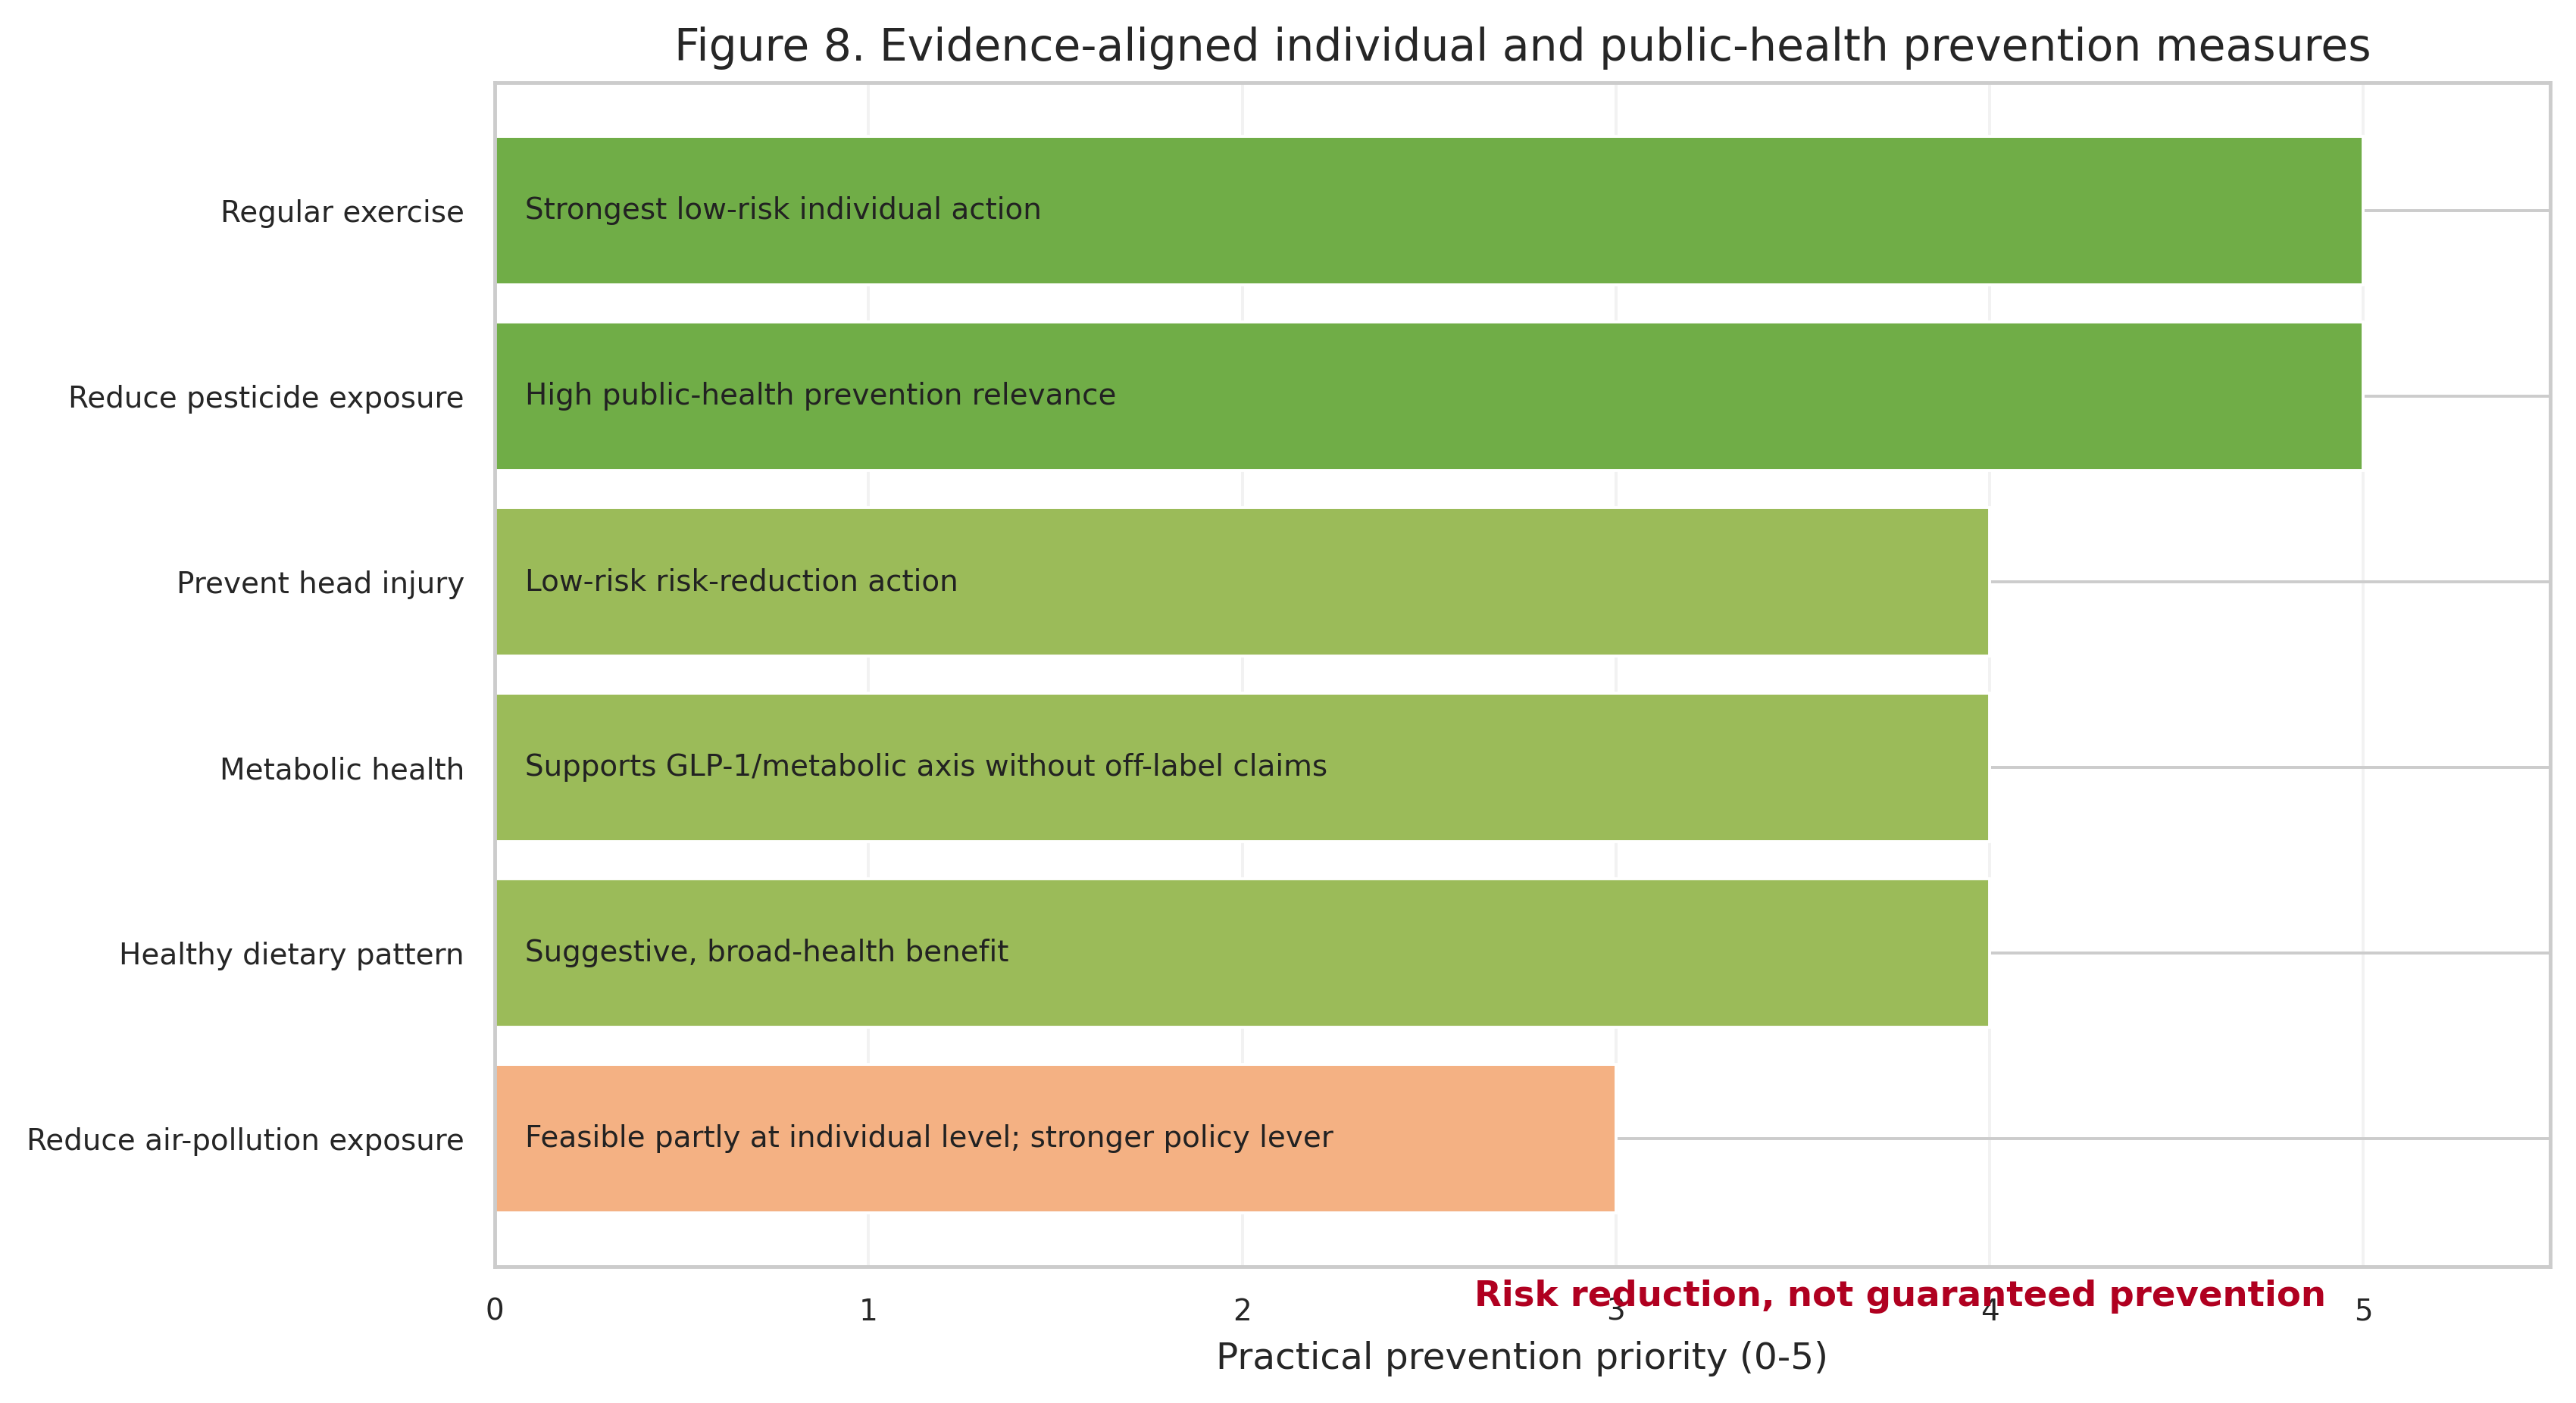 Figure 8. Evidence-aligned individual and public-health prevention measures
Regular exercise
Strongest low-risk individual action
Reduce pesticide exposure
High public-health prevention relevance
Prevent head injury
Low-risk risk-reduction action
Metabolic health
Supports GLP-1/metabolic axis without off-label claims
Healthy dietary pattern
Suggestive, broad-health benefit
Reduce air-pollution exposure
Feasible partly at individual level; stronger policy lever
Risk reduction, not guaranteed prevention
0 1 2 3 4 5
Practical prevention priority (0-5)